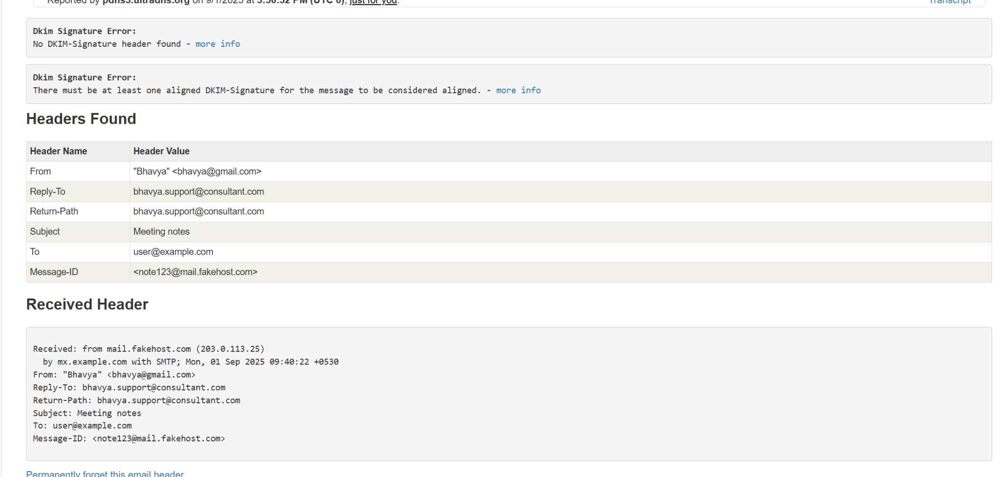 Reported by pdns3.ultradns.org on 9/1/2025 at 3:56:32 PM (UTC 0), just for you.
Transcript
Dkim Signature Error:
No DKIM-Signature header found - more info
Dkim Signature Error:
There must be at least one aligned DKIM-Signature for the message to be considered aligned. - more info
Headers Found
Header Name Header Value
From "Bhavya" <bhavya@gmail.com>
Reply-To bhavya.support@consultant.com
Return-Path bhavya.support@consultant.com
Subject Meeting notes
To user@example.com
Message-ID <note123@mail.fakehost.com>
Received Header
Received: from mail.fakehost.com (203.0.113.25)
by mx.example.com with SMTP; Mon, 01 Sep 2025 09:40:22 +0530
From: "Bhavya" <bhavya@gmail.com>
Reply-To: bhavya.support@consultant.com
Return-Path: bhavya.support@consultant.com
Subject: Meeting notes
To: user@example.com
Message-ID: <note123@mail.fakehost.com>
Permanently forget this email header